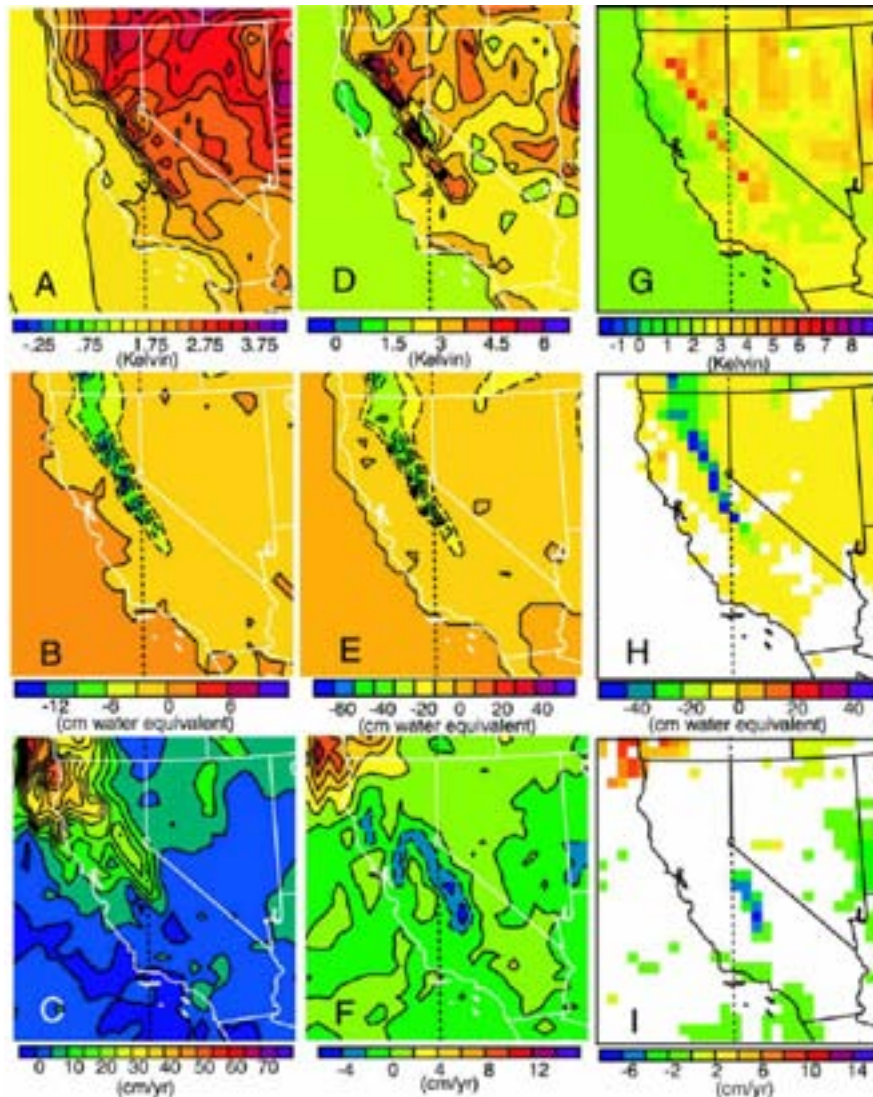 A
D
G
-.25 .75 1.75 2.75 3.75
(Kelvin)
0 1.5 3 4.5 6
(Kelvin)
-1 0 1 2 3 4 5 6 7 8
(Kelvin)
B
E
H
-12 -6 0 6
(cm water equivalent)
-60 -40 -20 0 20 40
(cm water equivalent)
-40 -20 0 20 40
(cm water equivalent)
C
F
I
0 10 20 30 40 50 60 70
(cm/yr)
-4 0 4 8 12
(cm/yr)
-6 -2 2 6 10 14
(cm/yr)